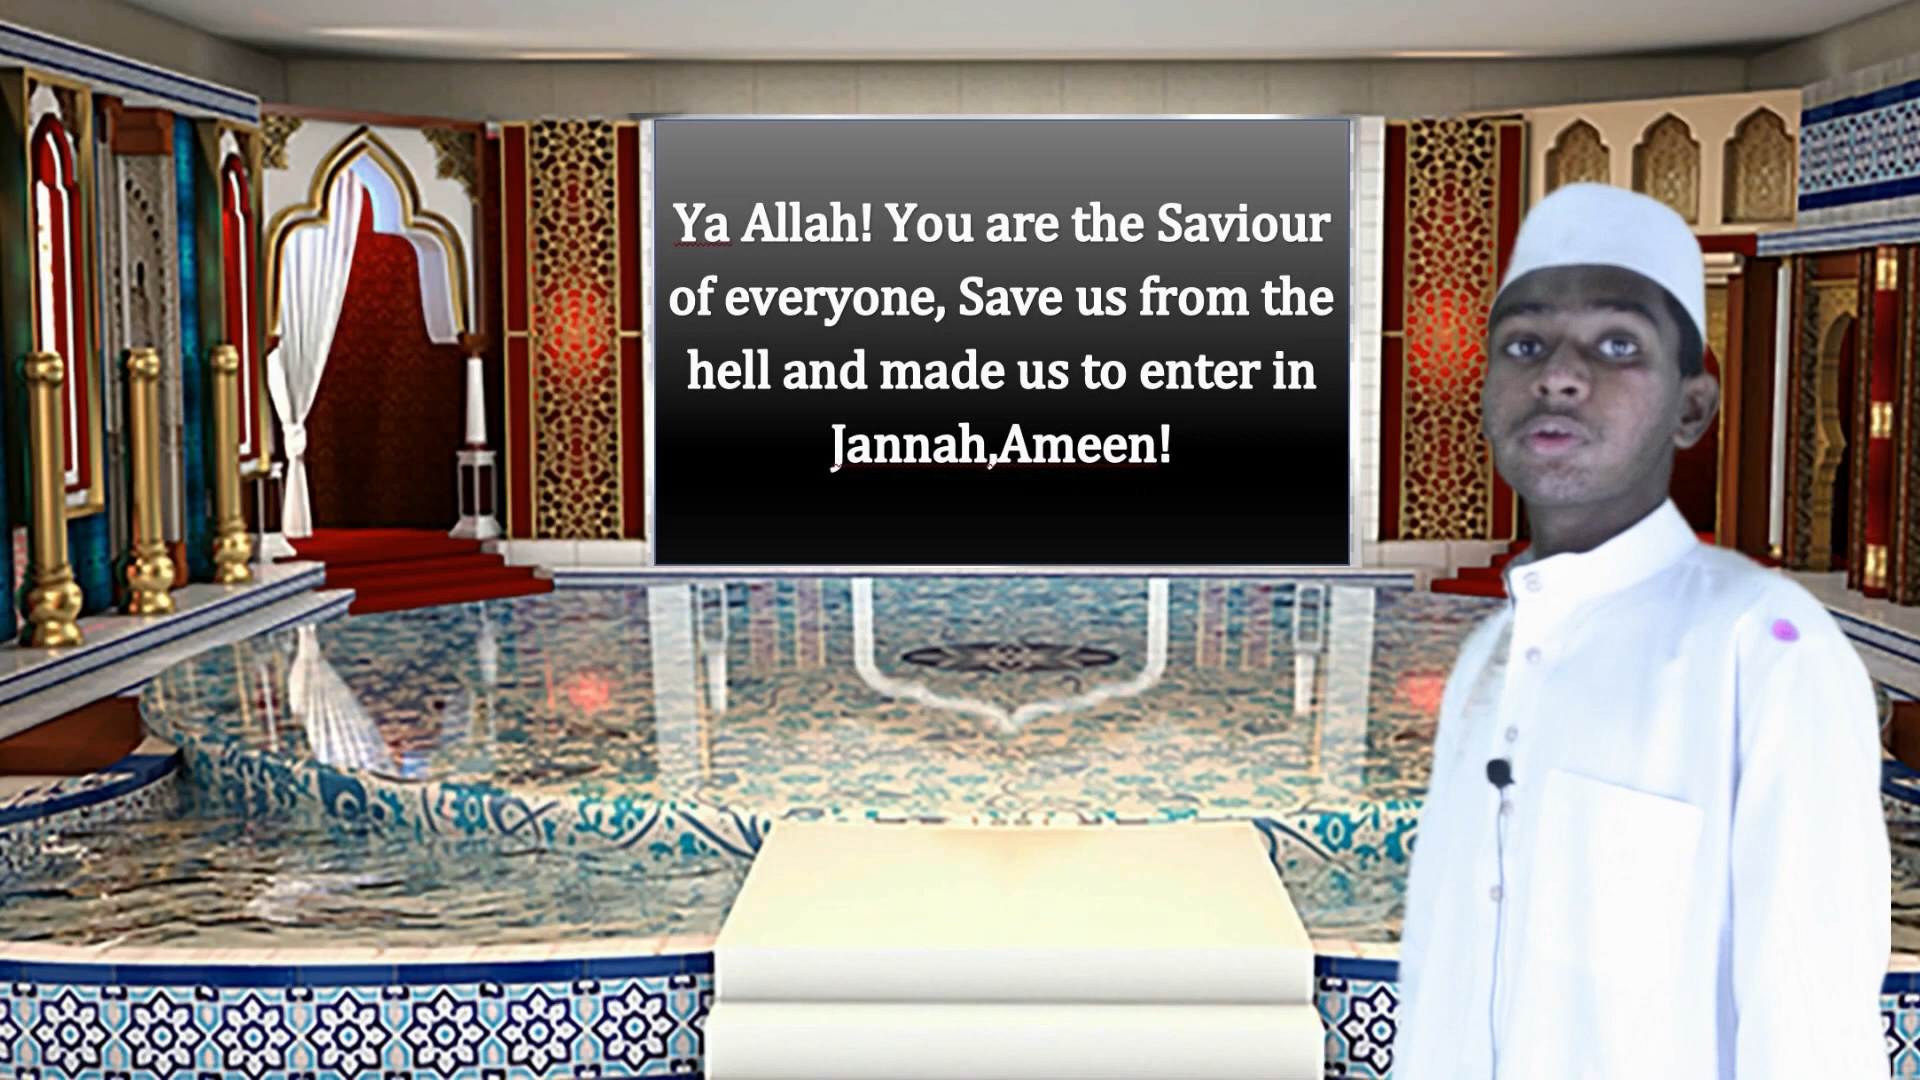 Ya Allah! You are the Saviour
of everyone, Save us from the
hell and made us to enter in
Jannah,Ameen!